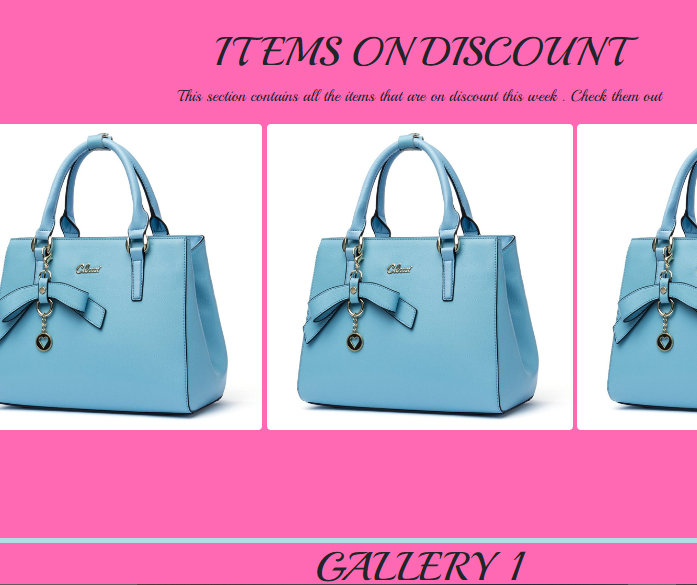 ITEMS ON DISCOUNT
This section contains all the items that are on discount this week . Check them out
GALLERY 1